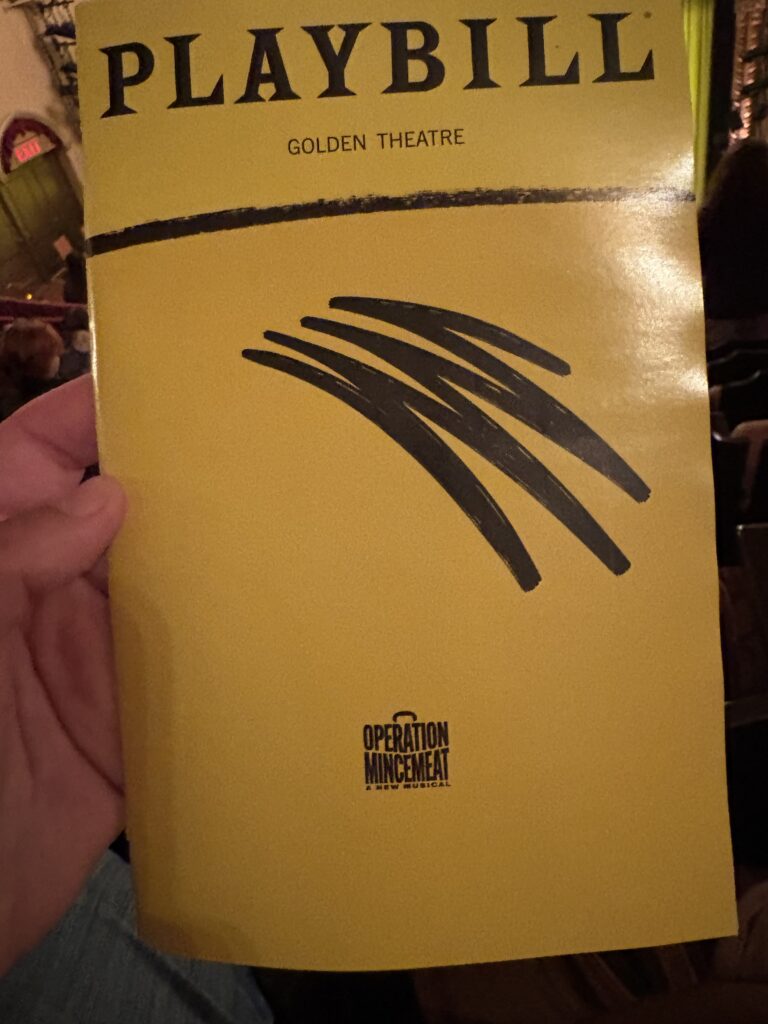 PLAYBILL
GOLDEN THEATRE
EXIT
OPERATION
MINCEMEAT
A NEW MUSICAL